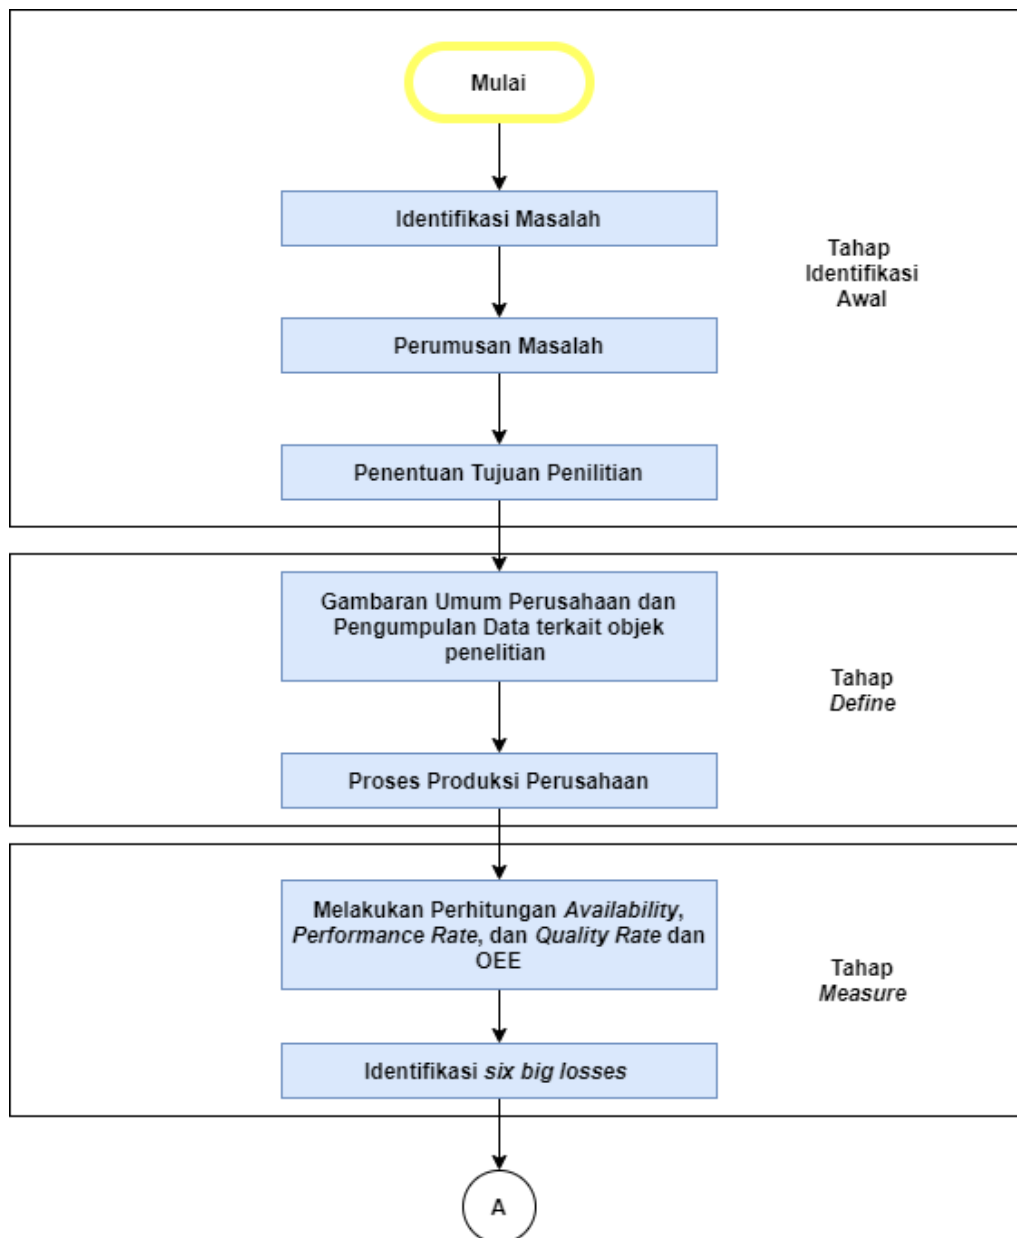 Mulai
Identifikasi Masalah
Tahap
Identifikasi
Awal
Perumusan Masalah
Penentuan Tujuan Penilitian
Gambaran Umum Perusahaan dan
Pengumpulan Data terkait objek
penelitian
Tahap
Define
Proses Produksi Perusahaan
Melakukan Perhitungan Availability,
Performance Rate, dan Quality Rate dan
OEE
Tahap
Measure
Identifikasi six big losses
A